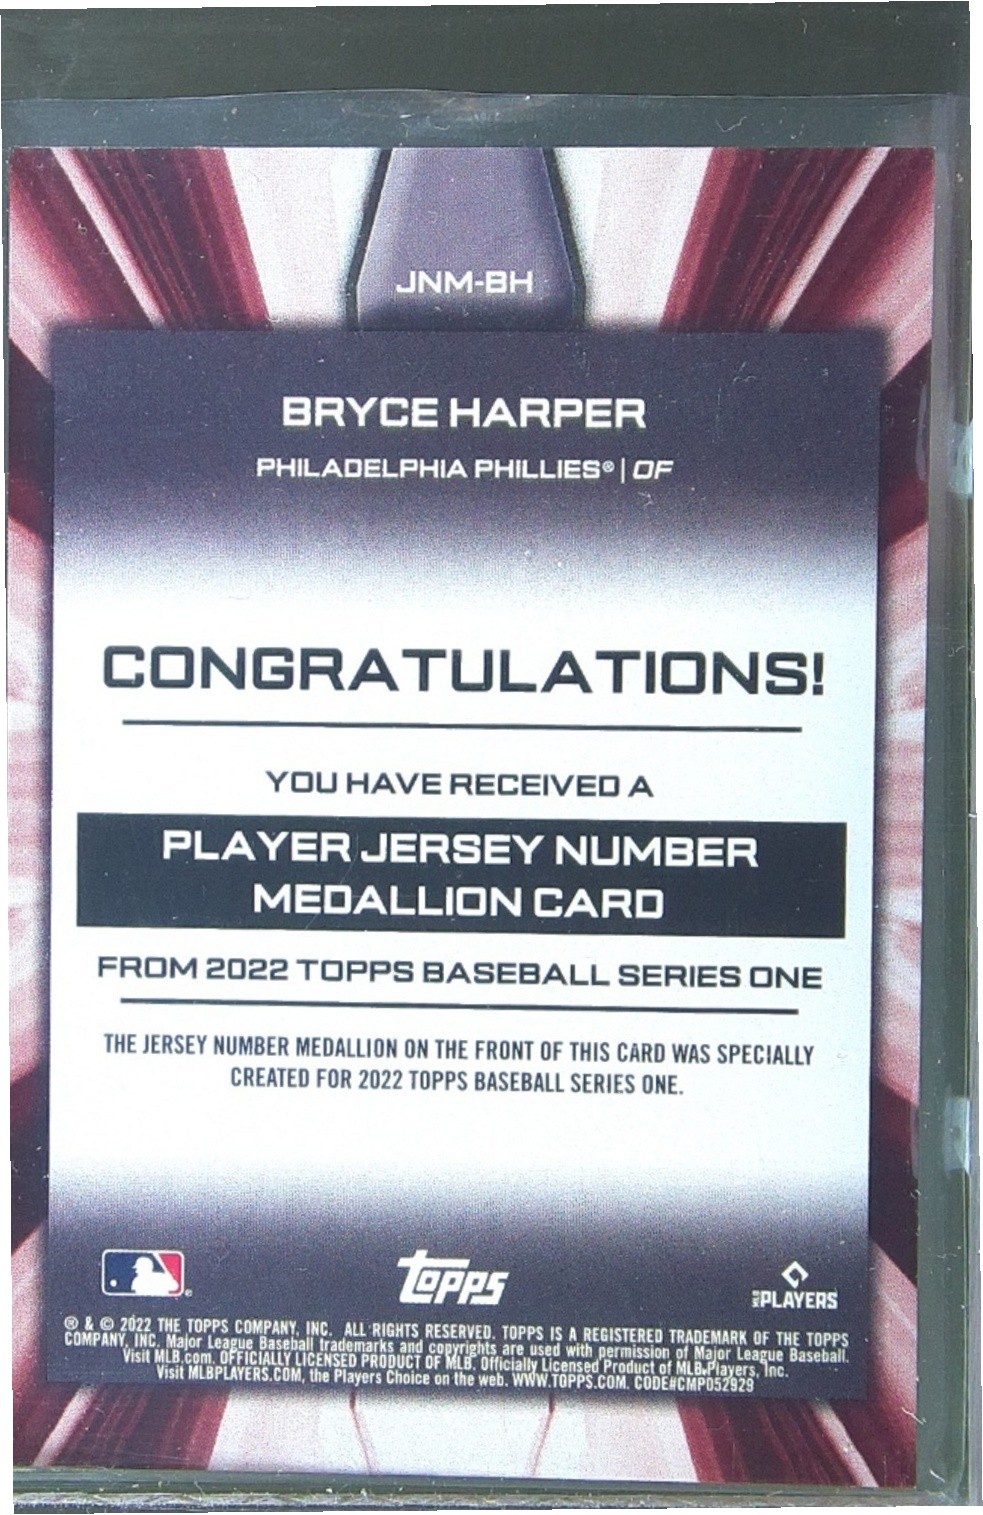 JNM-BH
BRYCE HARPER
PHILADELPHIA PHILLIES® | OF
CONGRATULATIONS!
YOU HAVE RECEIVED A
PLAYER JERSEY NUMBER
MEDALLION CARD
FROM 2022 TOPPS BASEBALL SERIES ONE
THE JERSEY NUMBER MEDALLION ON THE FRONT OF THIS CARD WAS SPECIALLY
CREATED FOR 2022 TOPPS BASEBALL SERIES ONE.
topps
MLB PLAYERS
® & © 2022 THE TOPPS COMPANY, INC. ALL RIGHTS RESERVED. TOPPS IS A REGISTERED TRADEMARK OF THE TOPPS
COMPANY, INC. Major League Baseball trademarks and copyrights are used with permission of Major League Baseball.
Visit MLB.com. OFFICIALLY LICENSED PRODUCT OF MLB. Officially Licensed Product of MLB Players, Inc.
Visit MLBPLAYERS.COM, the Players Choice on the web. WWW.TOPPS.COM. CODE#CMP052929